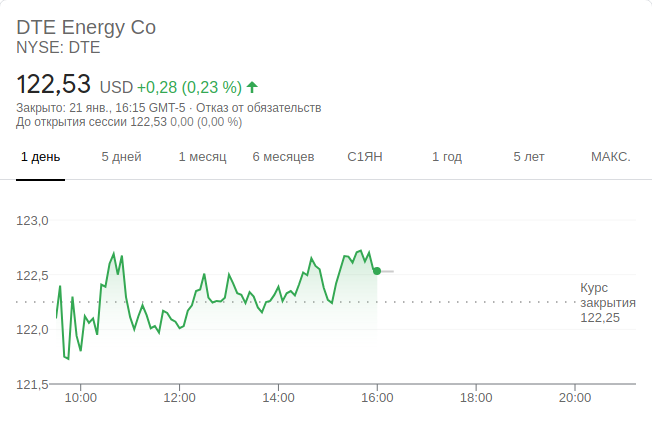 DTE Energy Co
NYSE: DTE
122,53 USD +0,28 (0,23 %)
Закрыто: 21 янв., 16:15 GMT-5 · Отказ от обязательств
До открытия сессии 122,53 0,00 (0,00 %)
1 день 5 дней 1 месяц 6 месяцев С1ЯН 1 год 5 лет МАКС.
123,0
122,5
Курс
закрытия
122,25
122,0
121,5
10:00 12:00 14:00 16:00 18:00 20:00